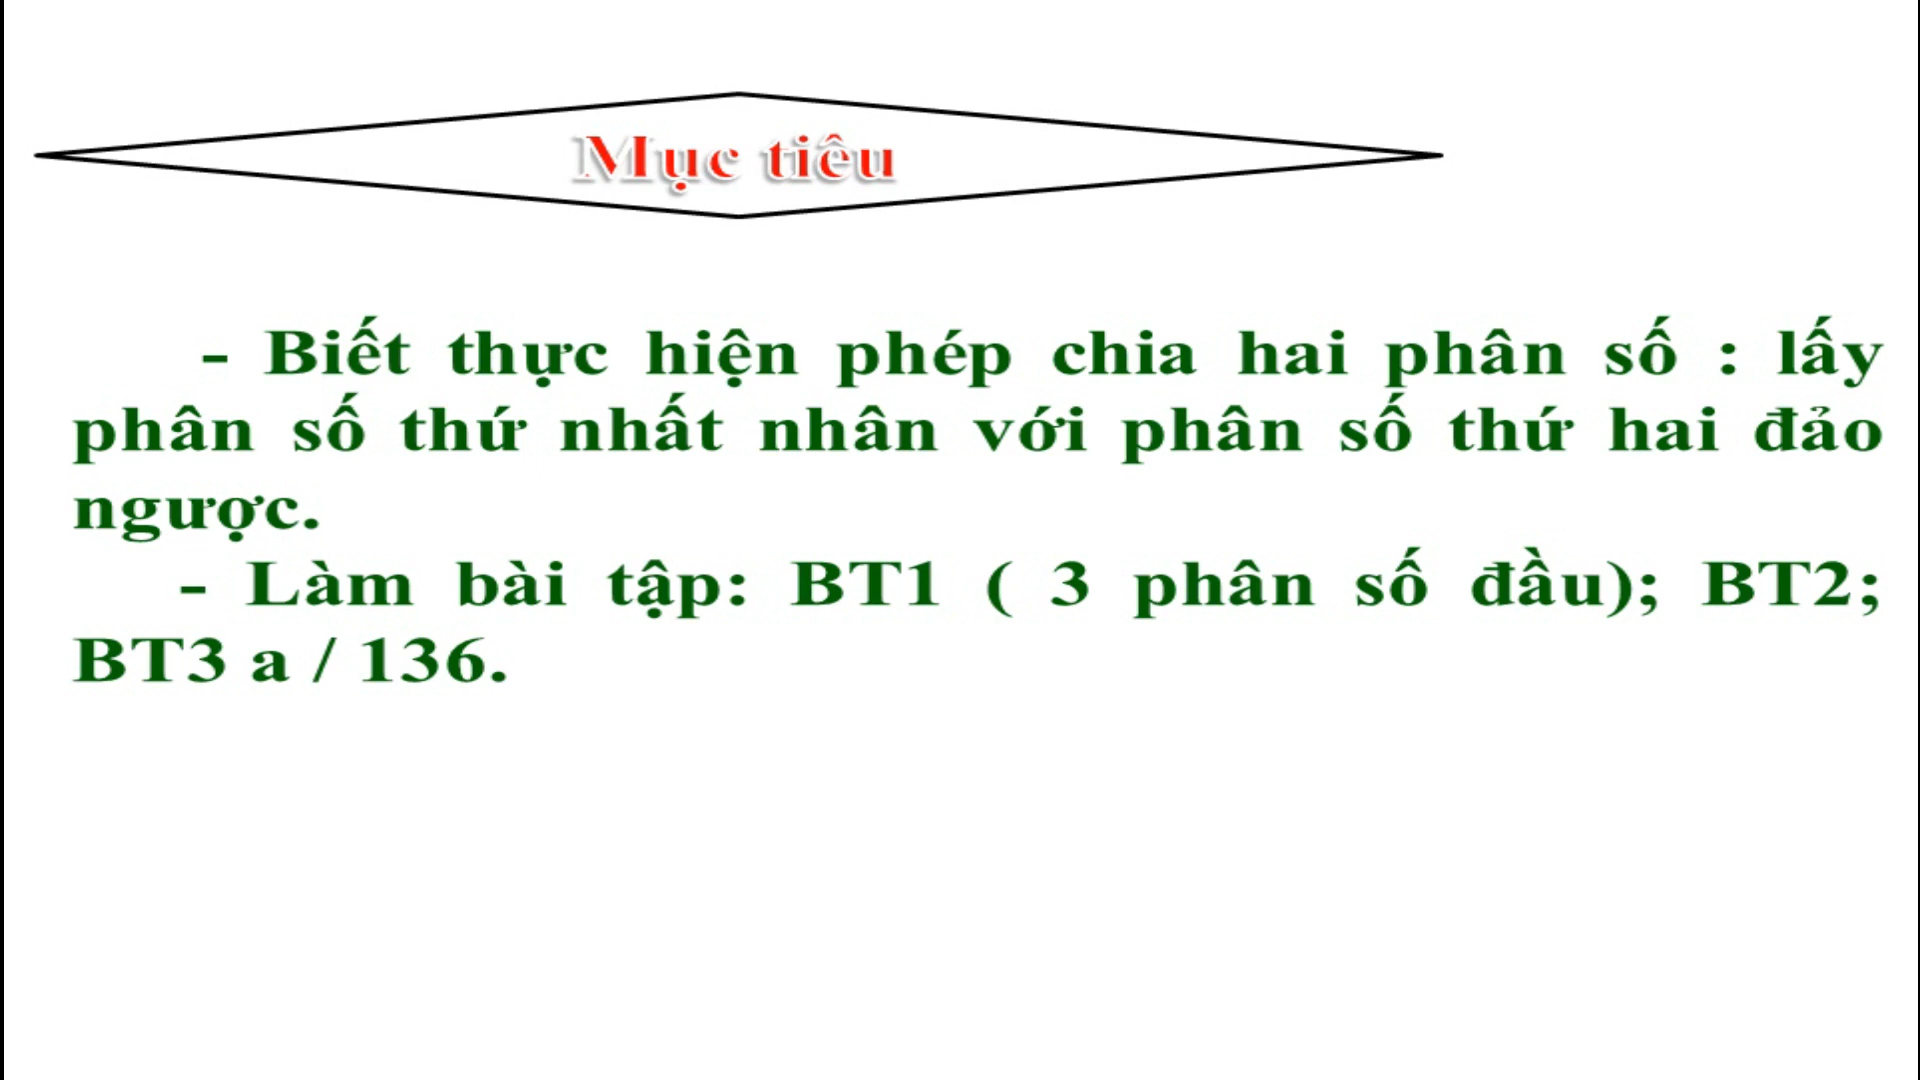 Mục tiêu
- Biết thực hiện phép chia hai phân số : lấy
phân số thứ nhất nhân với phân số thứ hai đảo
ngược.
- Làm bài tập: BT1 ( 3 phân số đầu); BT2;
BT3 a / 136.